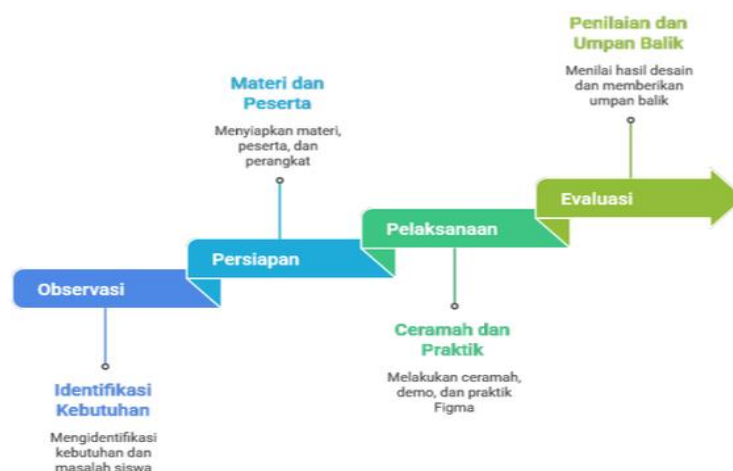 Penilaian dan
Umpan Balik
Menilai hasil desain
dan memberikan
umpan balik
Materi dan
Peserta
Menyiapkan materi,
peserta, dan
perangkat
Evaluasi
Pelaksanaan
Persiapan
Observasi
Ceramah dan
Praktik
Melakukan ceramah,
demo, dan praktik
Figma
Identifikasi
Kebutuhan
Mengidentifikasi
kebutuhan dan
masalah siswa